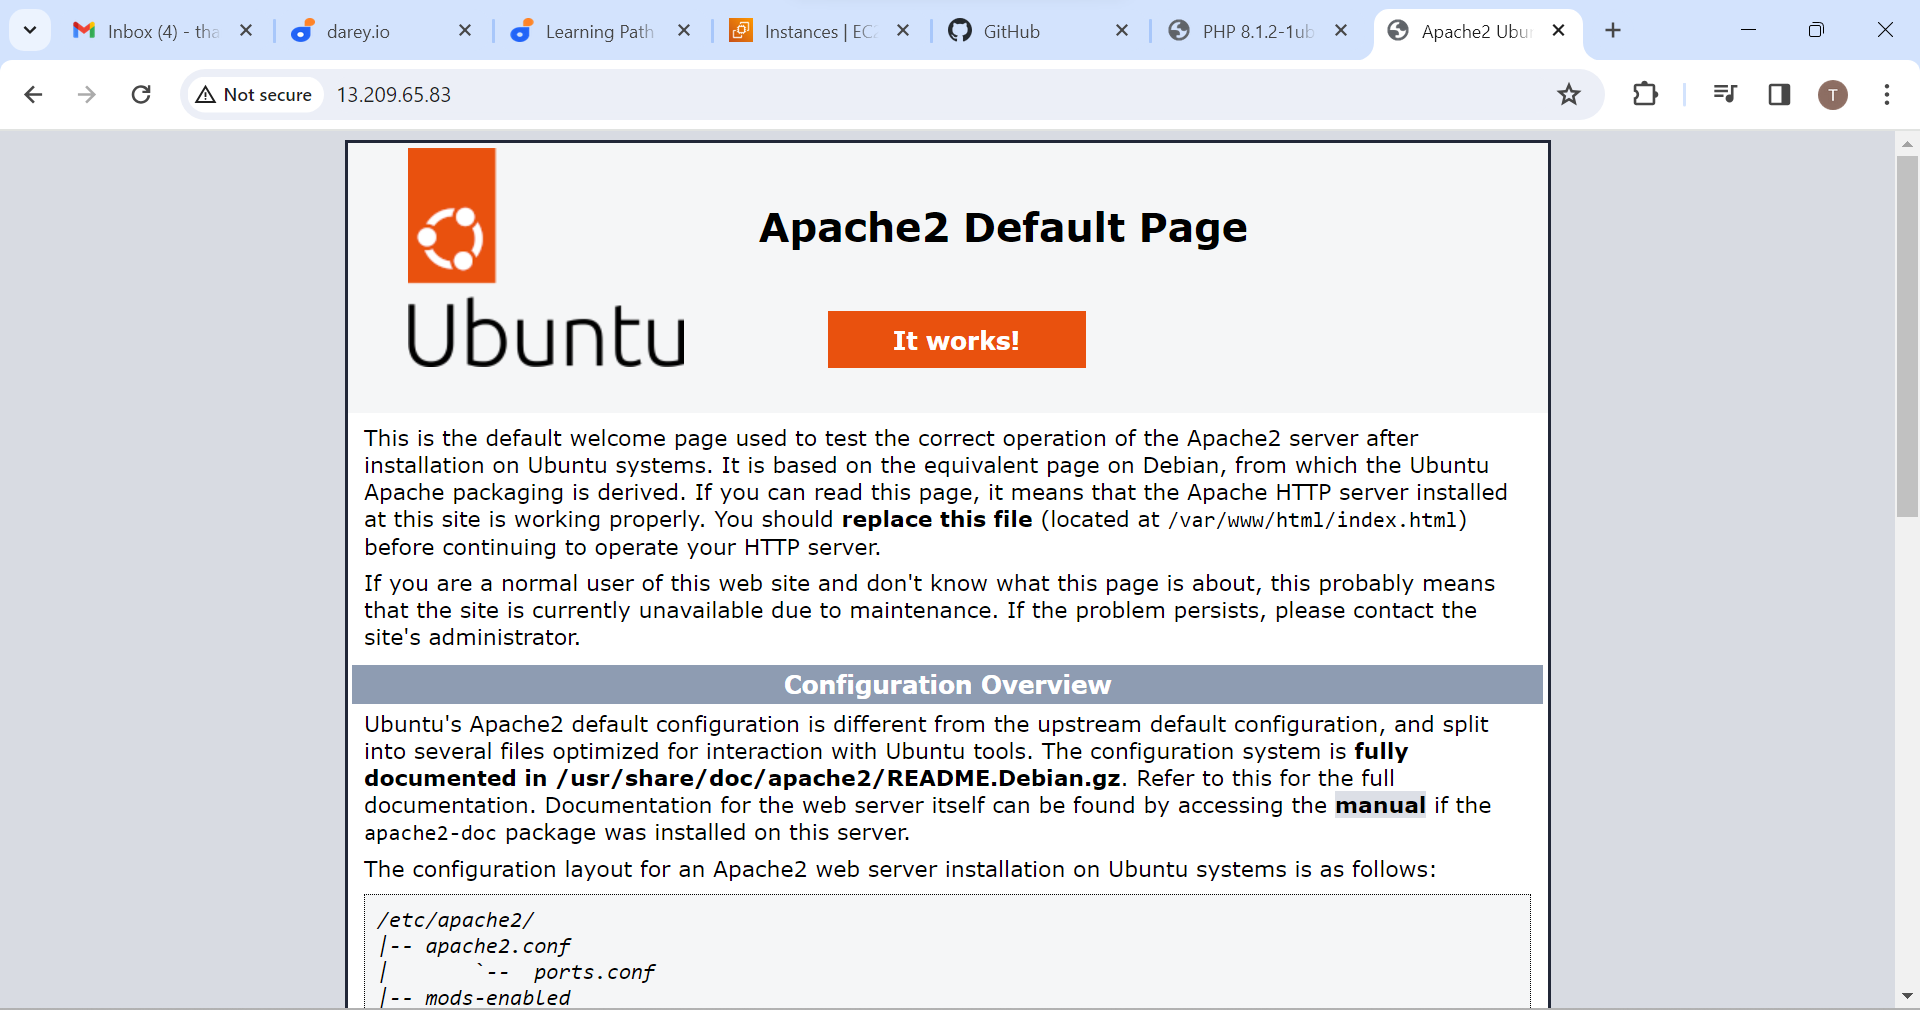 Inbox (4) - tha
darey.io
Learning Path
Instances | EC2
GitHub
PHP 8.1.2-1ub
Apache2 Ubu
Not secure
13.209.65.83
T
Apache2 Default Page
Ubuntu
It works!
This is the default welcome page used to test the correct operation of the Apache2 server after
installation on Ubuntu systems. It is based on the equivalent page on Debian, from which the Ubuntu
Apache packaging is derived. If you can read this page, it means that the Apache HTTP server installed
at this site is working properly. You should replace this file (located at /var/www/html/index.html)
before continuing to operate your HTTP server.
If you are a normal user of this web site and don't know what this page is about, this probably means
that the site is currently unavailable due to maintenance. If the problem persists, please contact the
site's administrator.
Configuration Overview
Ubuntu's Apache2 default configuration is different from the upstream default configuration, and split
into several files optimized for interaction with Ubuntu tools. The configuration system is fully
documented in /usr/share/doc/apache2/README.Debian.gz. Refer to this for the full
documentation. Documentation for the web server itself can be found by accessing the manual if the
apache2-doc package was installed on this server.
The configuration layout for an Apache2 web server installation on Ubuntu systems is as follows:
/etc/apache2/
|-- apache2.conf
|       `--  ports.conf
|-- mods-enabled